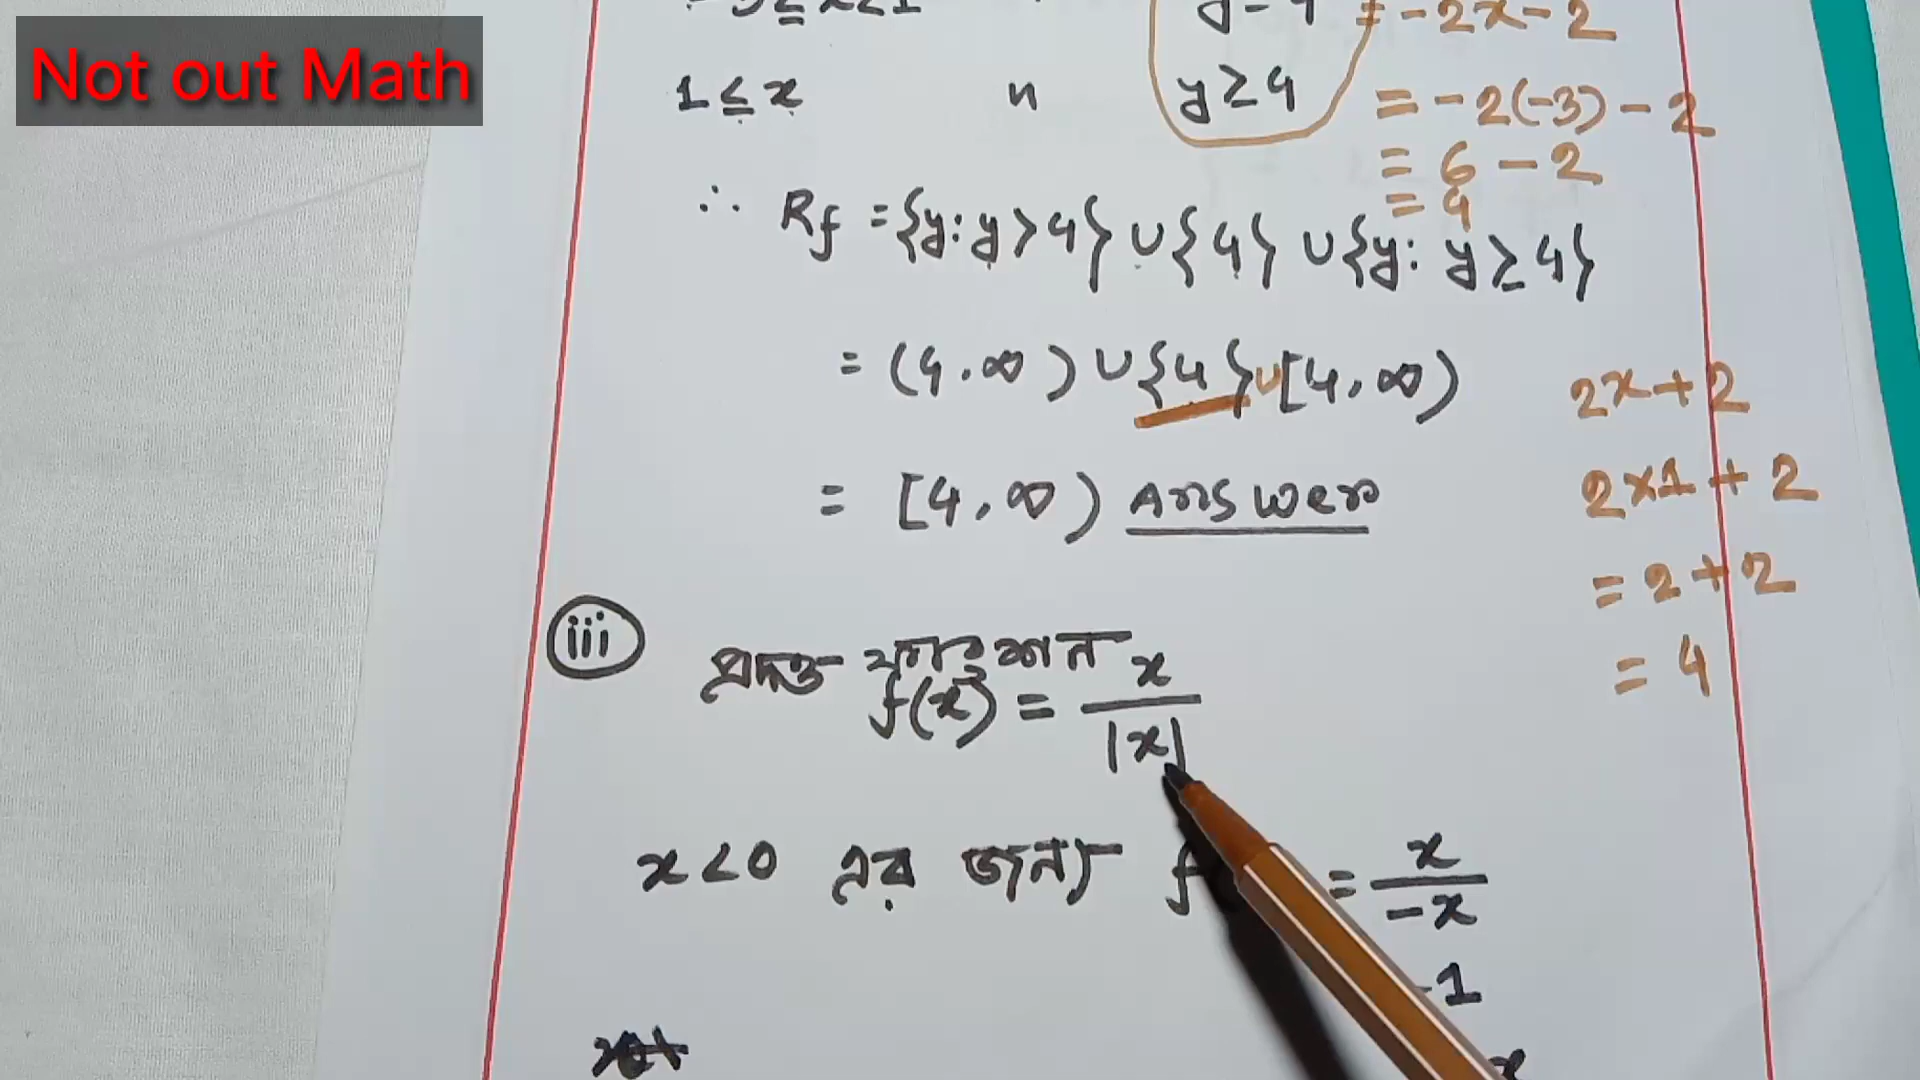 Not out Math
1 ≤ x " y ≥ 4
= -2x - 2
= -2(-3) - 2
= 6 - 2
= 4
∴ Rf = {y: y > 4} ∪ {4} ∪ {y: y ≥ 4}
= (4, ∞) ∪ {4} ∪ [4, ∞)
= [4, ∞) Answer
2x + 2
2x1 + 2
= 2 + 2
= 4
iii প্রদত্ত ফাংশন
f(x) = x/|x|
x < 0 এর জন্য f = x/-x
-1
x